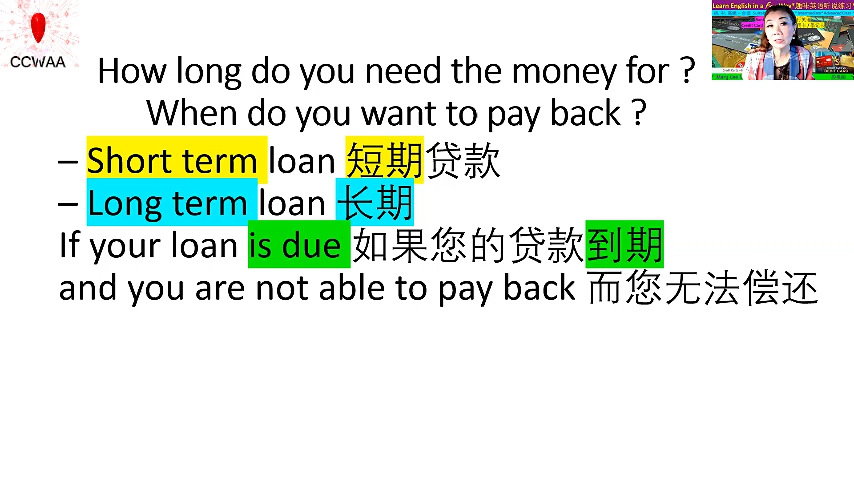 CCWAA
How long do you need the money for ?
When do you want to pay back ?
– Short term loan 短期贷款
– Long term loan 长期
If your loan is due 如果您的贷款到期
and you are not able to pay back 而您无法偿还